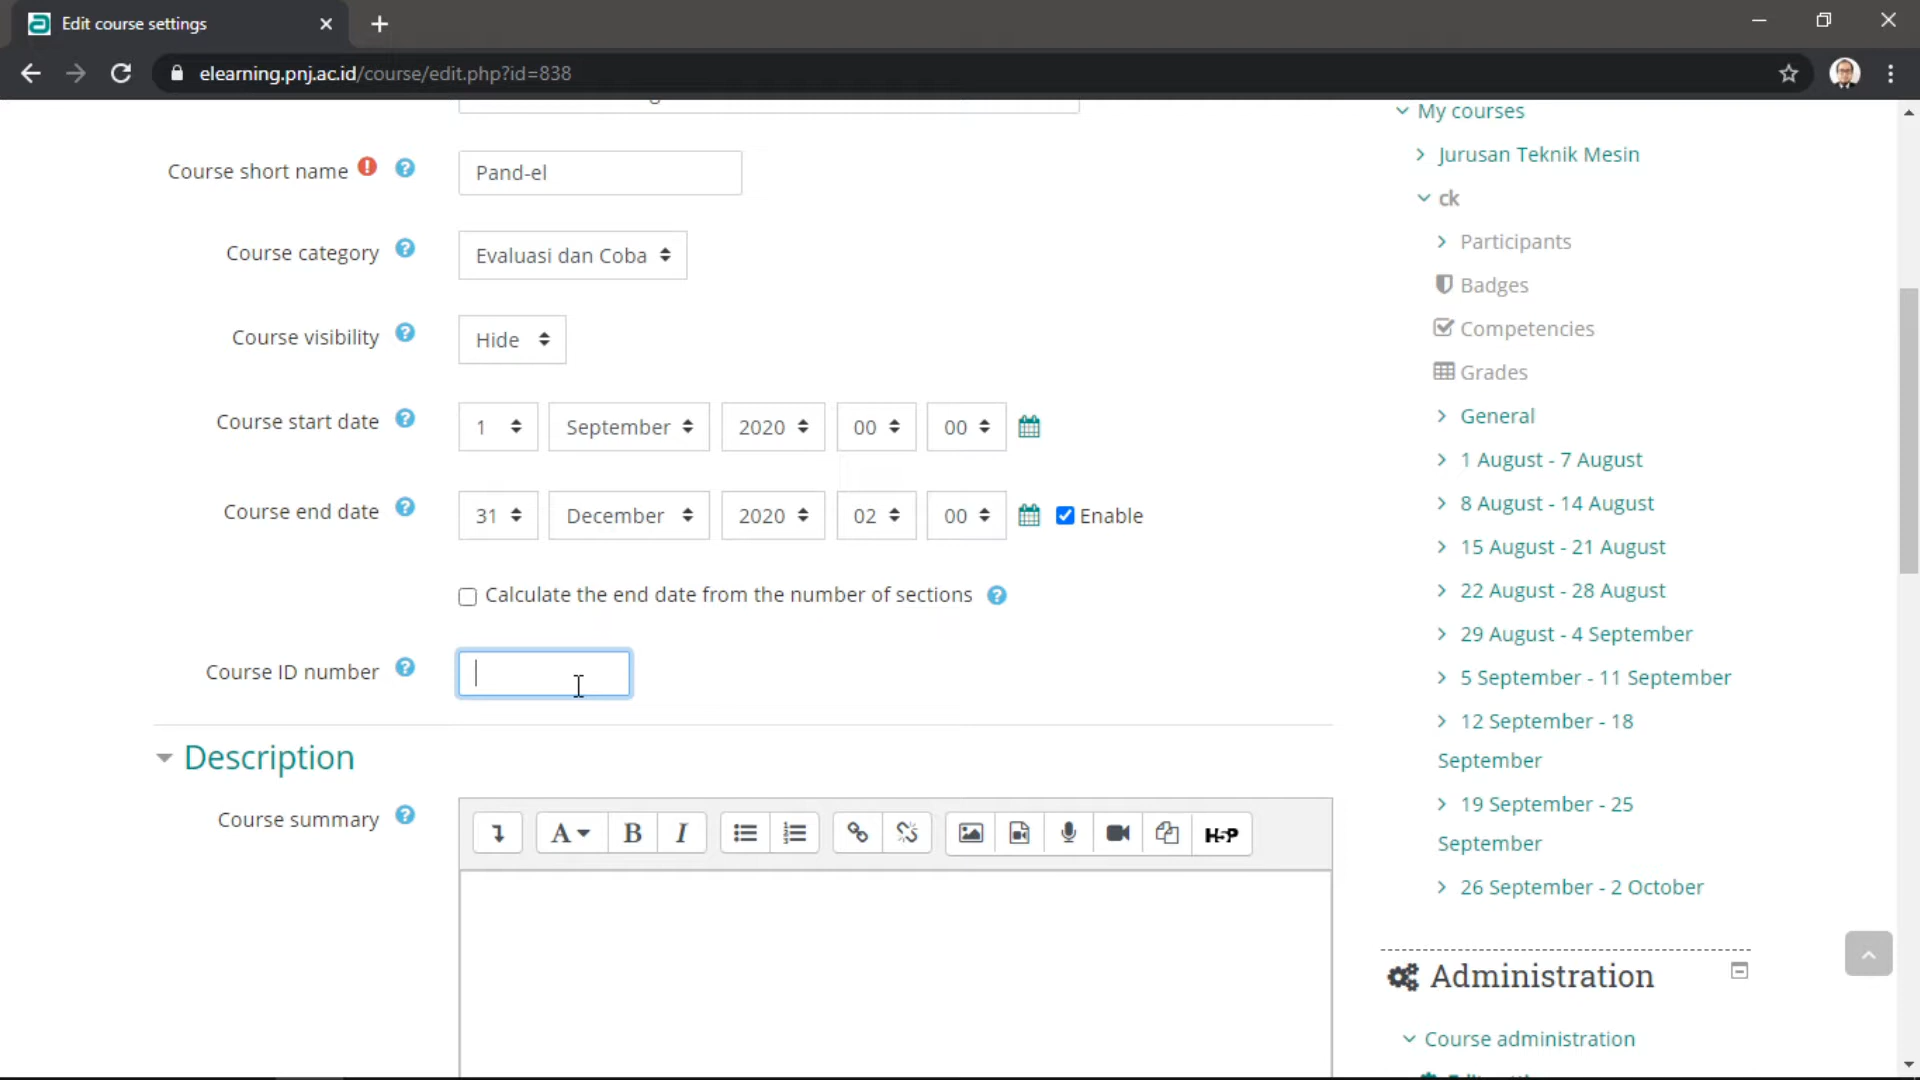 Edit course settings
elearning.pnj.ac.id/course/edit.php?id=838
Course short name
Pand-el
Course category
Evaluasi dan Coba
Course visibility
Hide
Course start date
1 September 2020 00 00
Course end date
31 December 2020 02 00 Enable
Calculate the end date from the number of sections
Course ID number
Description
Course summary
A B I H-P
My courses
Jurusan Teknik Mesin
ck
Participants
Badges
Competencies
Grades
General
1 August - 7 August
8 August - 14 August
15 August - 21 August
22 August - 28 August
29 August - 4 September
5 September - 11 September
12 September - 18
September
19 September - 25
September
26 September - 2 October
Administration
Course administration